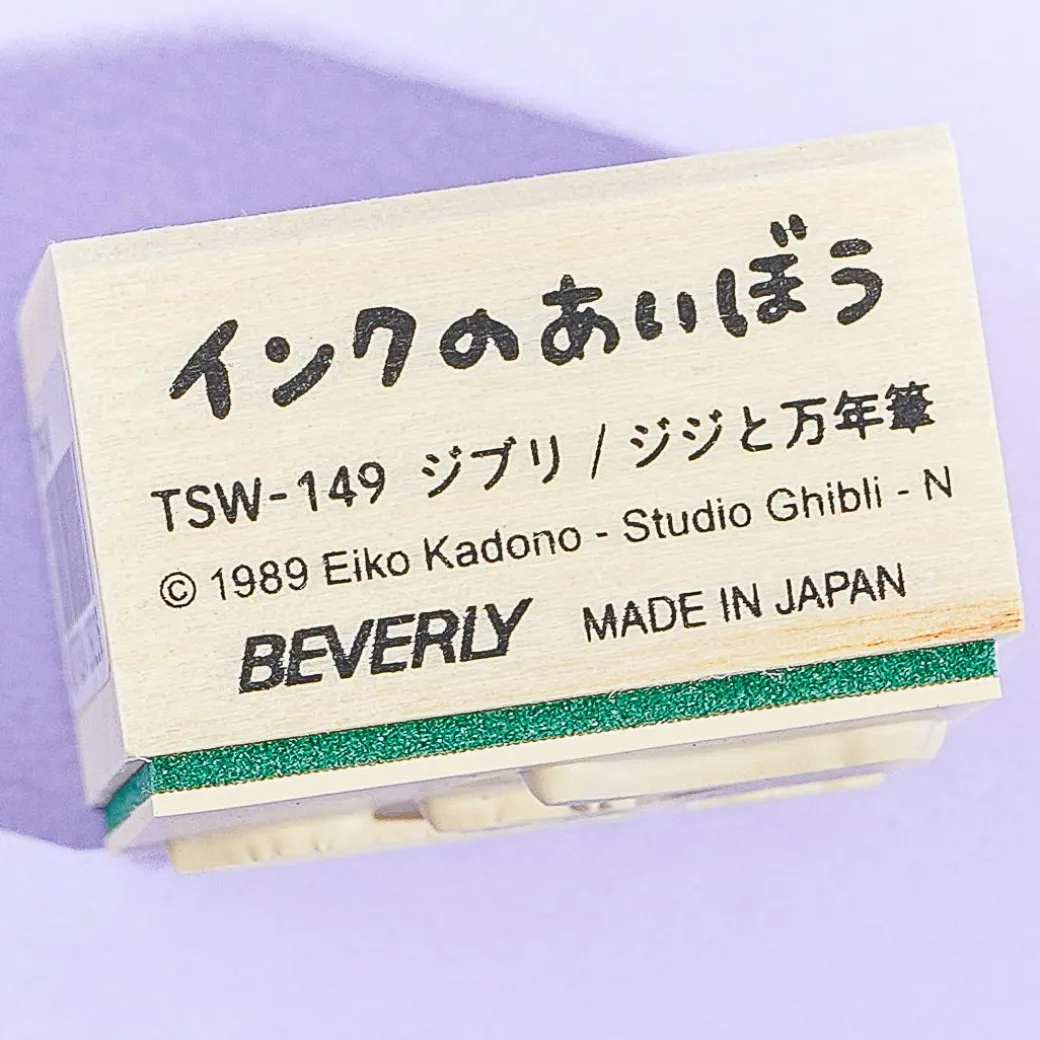 インクのあいぼう
TSW-149 ジブリ / ジジと万年筆
© 1989 Eiko Kadono - Studio Ghibli - N
BEVERLY MADE IN JAPAN